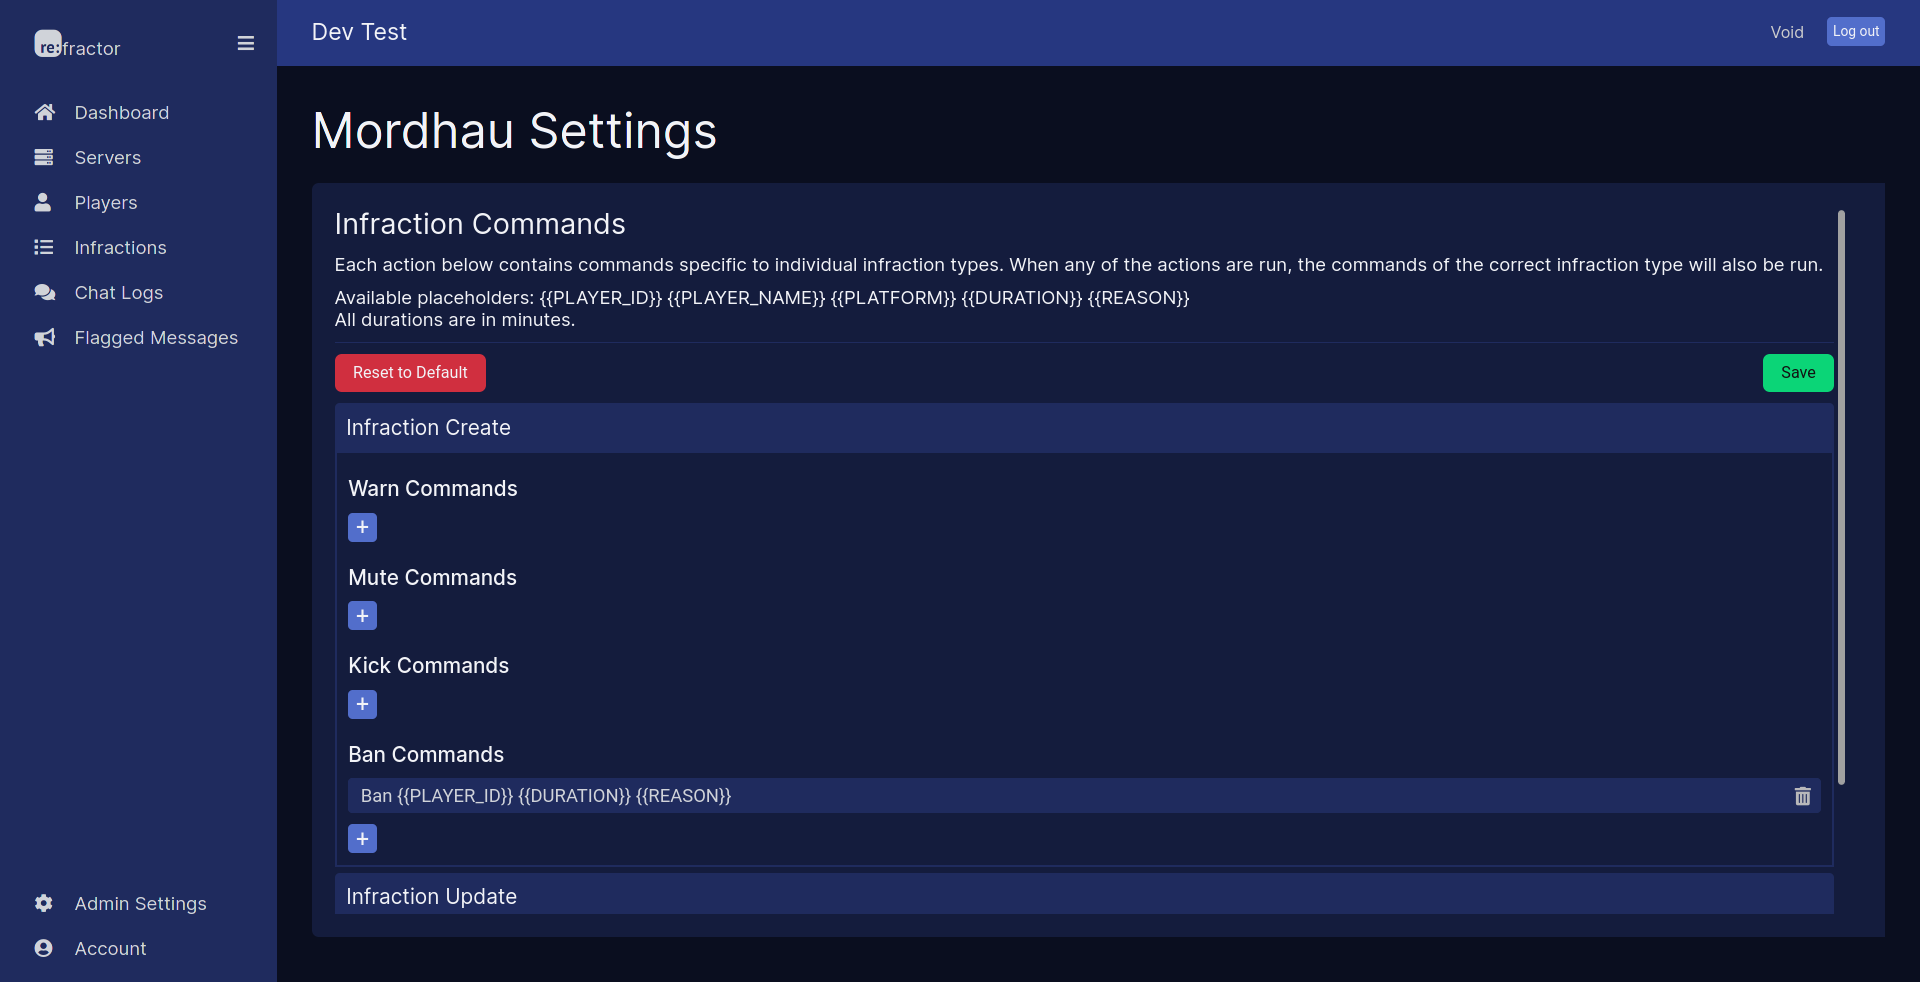 re:fractor
Dashboard
Servers
Players
Infractions
Chat Logs
Flagged Messages
Admin Settings
Account
Dev Test
Void
Log out
Mordhau Settings
Infraction Commands
Each action below contains commands specific to individual infraction types. When any of the actions are run, the commands of the correct infraction type will also be run.
Available placeholders: {{PLAYER_ID}} {{PLAYER_NAME}} {{PLATFORM}} {{DURATION}} {{REASON}}
All durations are in minutes.
Reset to Default
Save
Infraction Create
Warn Commands
+
Mute Commands
+
Kick Commands
+
Ban Commands
Ban {{PLAYER_ID}} {{DURATION}} {{REASON}}
+
Infraction Update